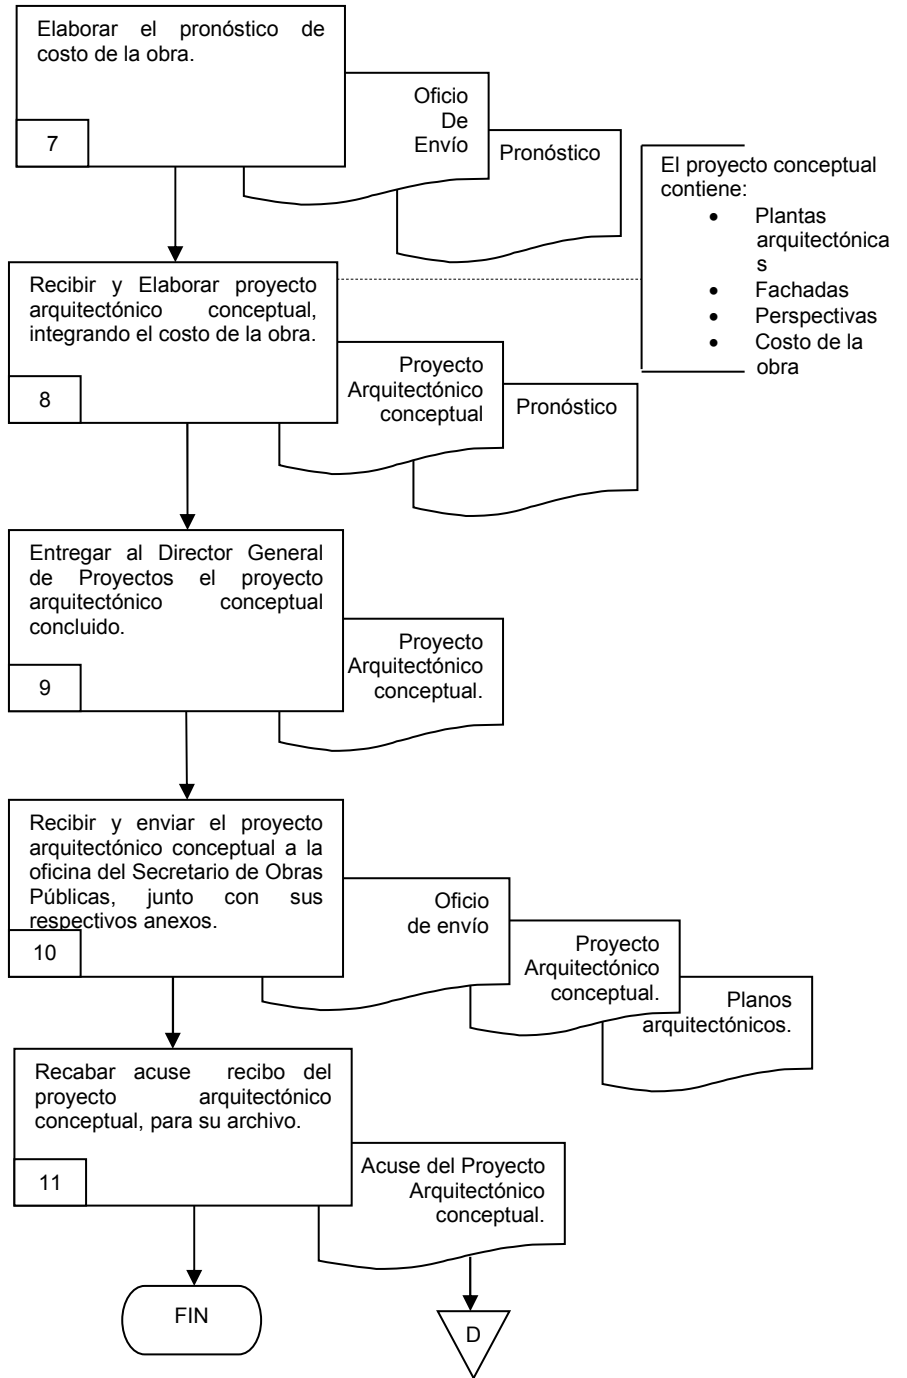 Elaborar el pronóstico de
costo de la obra.
7
Oficio
De
Envío
Pronóstico
El proyecto conceptual
contiene:
• Plantas
arquitectónica
s
• Fachadas
• Perspectivas
• Costo de la
obra
Recibir y Elaborar proyecto
arquitectónico conceptual,
integrando el costo de la obra.
8
Proyecto
Arquitectónico
conceptual
Pronóstico
Entregar al Director General
de Proyectos el proyecto
arquitectónico conceptual
concluido.
9
Proyecto
Arquitectónico
conceptual.
Recibir y enviar el proyecto
arquitectónico conceptual a la
oficina del Secretario de Obras
Públicas, junto con sus
respectivos anexos.
10
Oficio
de envío
Proyecto
Arquitectónico
conceptual.
Planos
arquitectónicos.
Recabar acuse recibo del
proyecto arquitectónico
conceptual, para su archivo.
11
Acuse del Proyecto
Arquitectónico
conceptual.
FIN
D